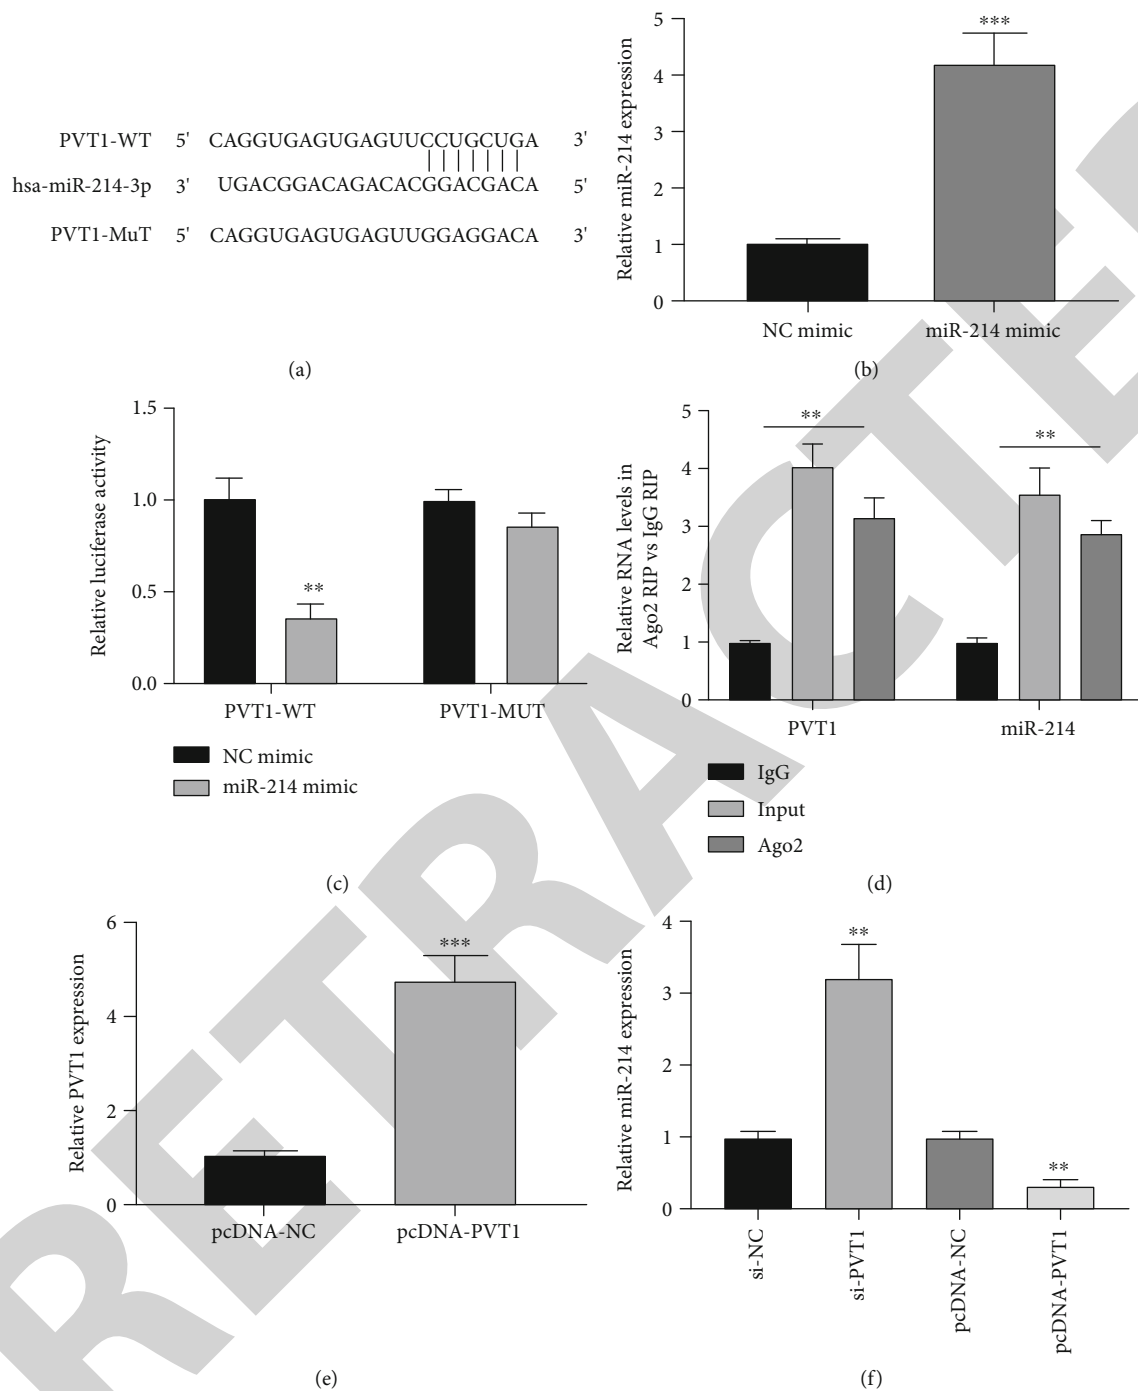 PVT1-WT 5' CAGGUGAGUGAGUUCCUGCUGA 3'
hsa-miR-214-3p 3' UGACGGACAGACACGGACGACA 5'
PVT1-MuT 5' CAGGUGAGUGAGUUGGAGGACA 3'
(a)
Relative miR-214 expression
5
4
3
2
1
0
***
NC mimic miR-214 mimic
(b)
Relative luciferase activity
1.5
1.0
0.5
0.0
**
PVT1-WT PVT1-MUT
NC mimic
miR-214 mimic
(c)
Relative RNA levels in
Ago2 RIP vs IgG RIP
5
4
3
2
1
0
**
**
PVT1 miR-214
IgG
Input
Ago2
(d)
Relative PVT1 expression
6
4
2
0
***
pcDNA-NC pcDNA-PVT1
(e)
Relative miR-214 expression
4
3
2
1
0
**
**
si-NC
si-PVT1
pcDNA-NC
pcDNA-PVT1
(f)
RETRACTED